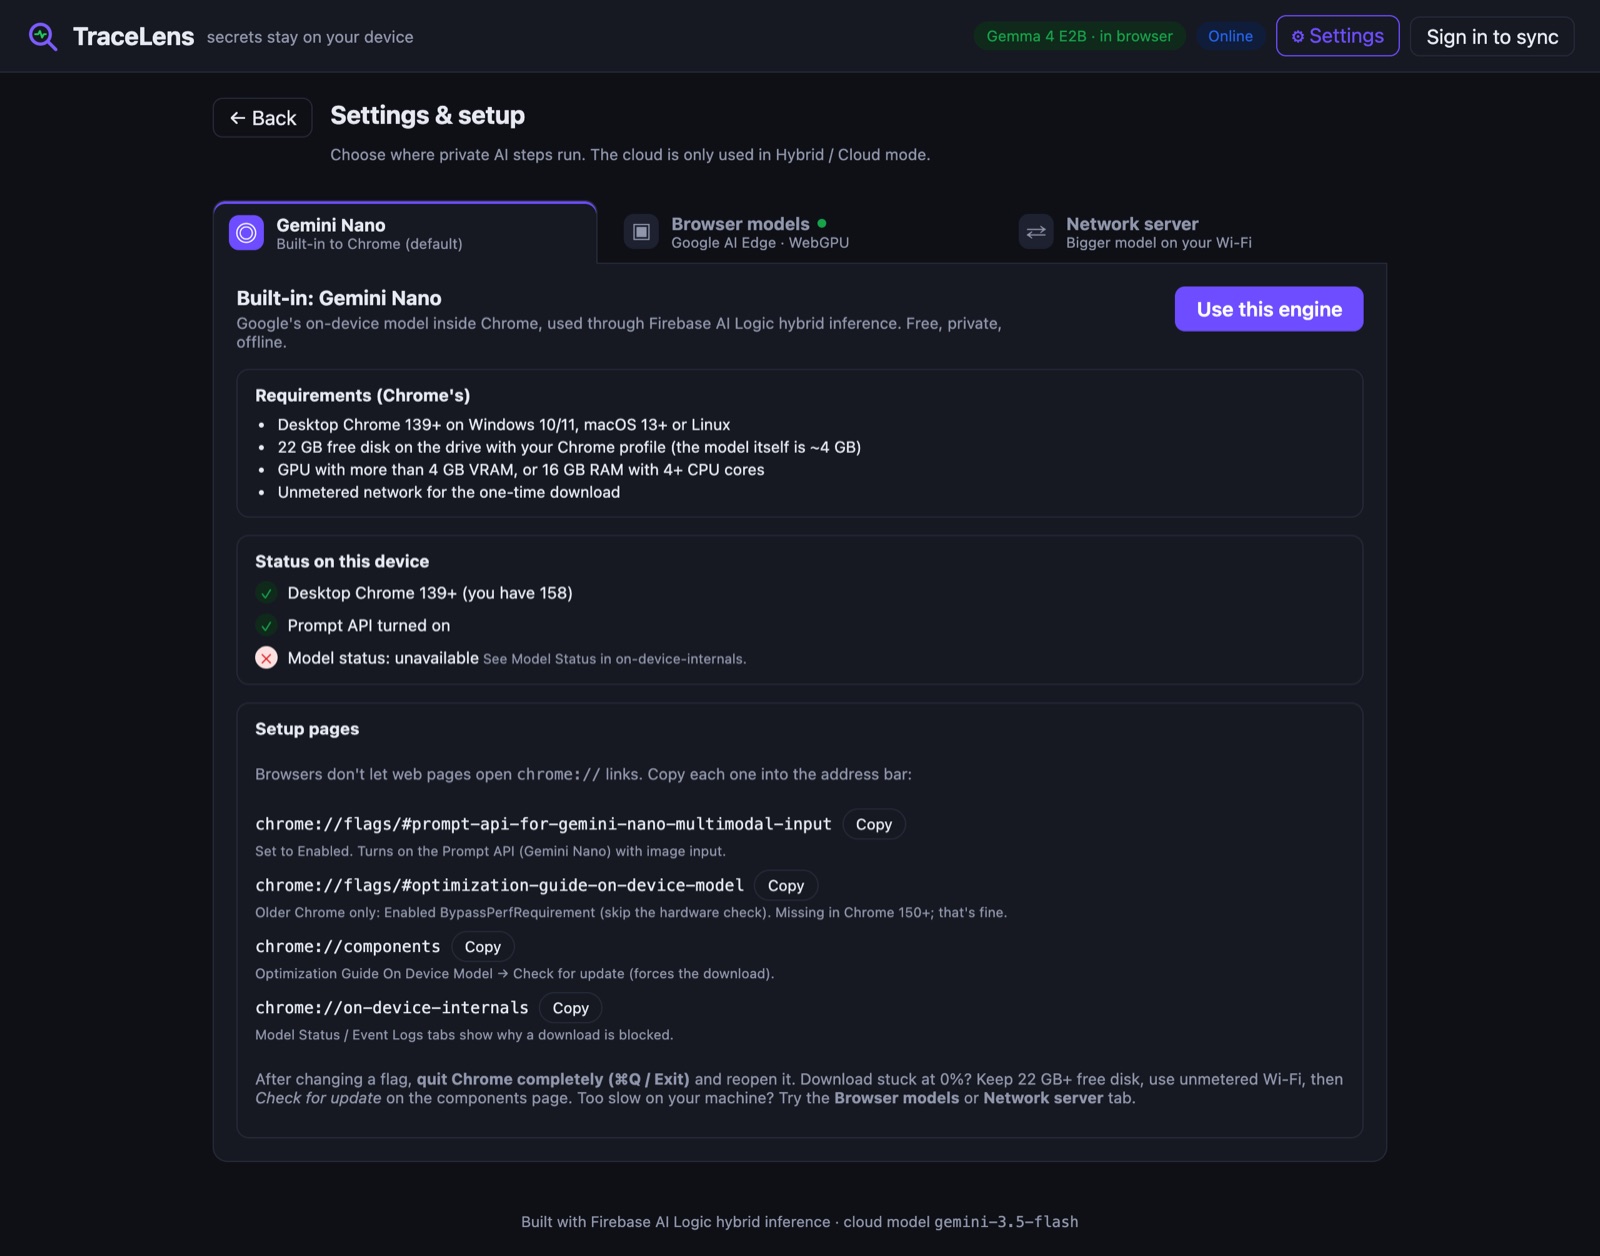 TraceLens secrets stay on your device
Gemma 4 E2B · in browser
Online
⚙ Settings
Sign in to sync
← Back
Settings & setup
Choose where private AI steps run. The cloud is only used in Hybrid / Cloud mode.
Gemini Nano
Built-in to Chrome (default)
Browser models
Google AI Edge · WebGPU
Network server
Bigger model on your Wi-Fi
Built-in: Gemini Nano
Google's on-device model inside Chrome, used through Firebase AI Logic hybrid inference. Free, private,
offline.
Use this engine
Requirements (Chrome's)
• Desktop Chrome 139+ on Windows 10/11, macOS 13+ or Linux
• 22 GB free disk on the drive with your Chrome profile (the model itself is ~4 GB)
• GPU with more than 4 GB VRAM, or 16 GB RAM with 4+ CPU cores
• Unmetered network for the one-time download
Status on this device
✓ Desktop Chrome 139+ (you have 158)
✓ Prompt API turned on
✕ Model status: unavailable See Model Status in on-device-internals.
Setup pages
Browsers don't let web pages open chrome:// links. Copy each one into the address bar:
chrome://flags/#prompt-api-for-gemini-nano-multimodal-input Copy
Set to Enabled. Turns on the Prompt API (Gemini Nano) with image input.
chrome://flags/#optimization-guide-on-device-model Copy
Older Chrome only: Enabled BypassPerfRequirement (skip the hardware check). Missing in Chrome 150+; that's fine.
chrome://components Copy
Optimization Guide On Device Model → Check for update (forces the download).
chrome://on-device-internals Copy
Model Status / Event Logs tabs show why a download is blocked.
After changing a flag, quit Chrome completely (⌘Q / Exit) and reopen it. Download stuck at 0%? Keep 22 GB+ free disk, use unmetered Wi-Fi, then
Check for update on the components page. Too slow on your machine? Try the Browser models or Network server tab.
Built with Firebase AI Logic hybrid inference · cloud model gemini-3.5-flash